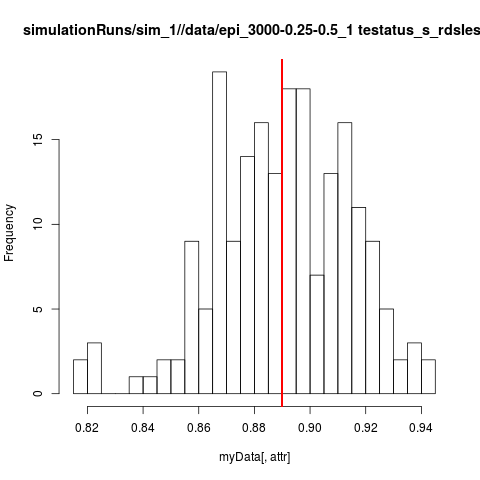 simulationRuns/sim_1//data/epi_3000-0.25-0.5_1 testatus_s_rdsles
Frequency
15
10
5
0
0.82 0.84 0.86 0.88 0.90 0.92 0.94
myData[, attr]